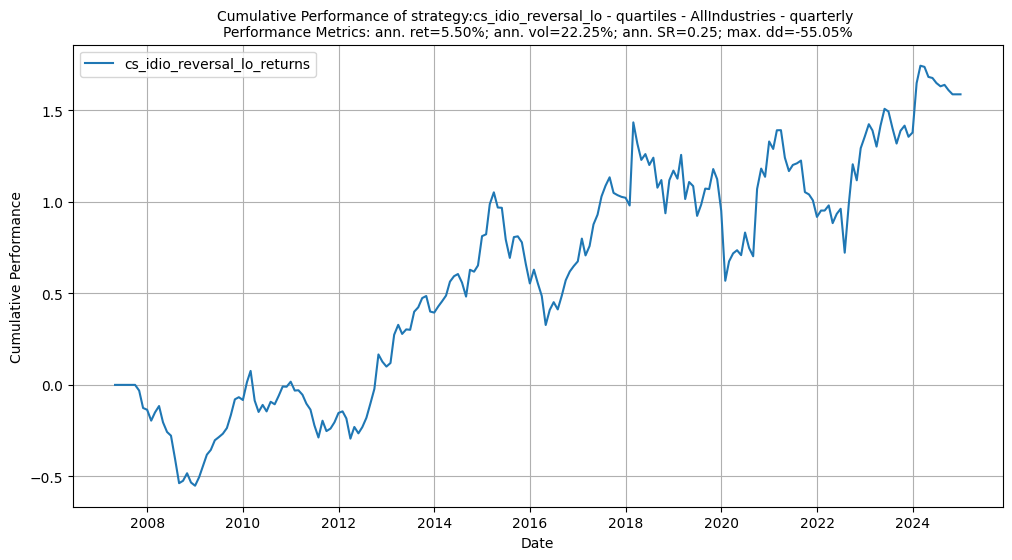 Cumulative Performance of strategy:cs_idio_reversal_lo - quartiles - AllIndustries - quarterly
Performance Metrics: ann. ret=5.50%; ann. vol=22.25%; ann. SR=0.25; max. dd=-55.05%
cs_idio_reversal_lo_returns
1.5
1.0
0.5
0.0
−0.5
Cumulative Performance
2008 2010 2012 2014 2016 2018 2020 2022 2024
Date